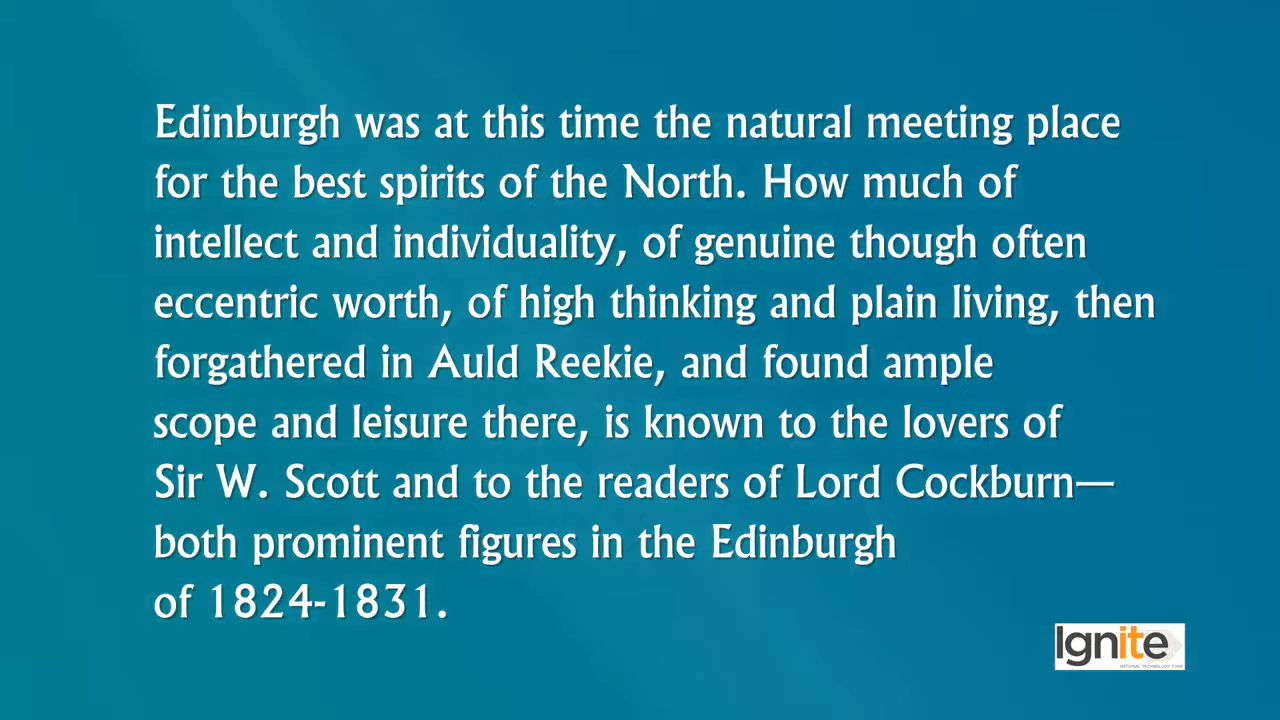 Edinburgh was at this time the natural meeting place
for the best spirits of the North. How much of
intellect and individuality, of genuine though often
eccentric worth, of high thinking and plain living, then
forgathered in Auld Reekie, and found ample
scope and leisure there, is known to the lovers of
Sir W. Scott and to the readers of Lord Cockburn—
both prominent figures in the Edinburgh
of 1824-1831.
Ignite
NATIONAL TECHNOLOGY FUND